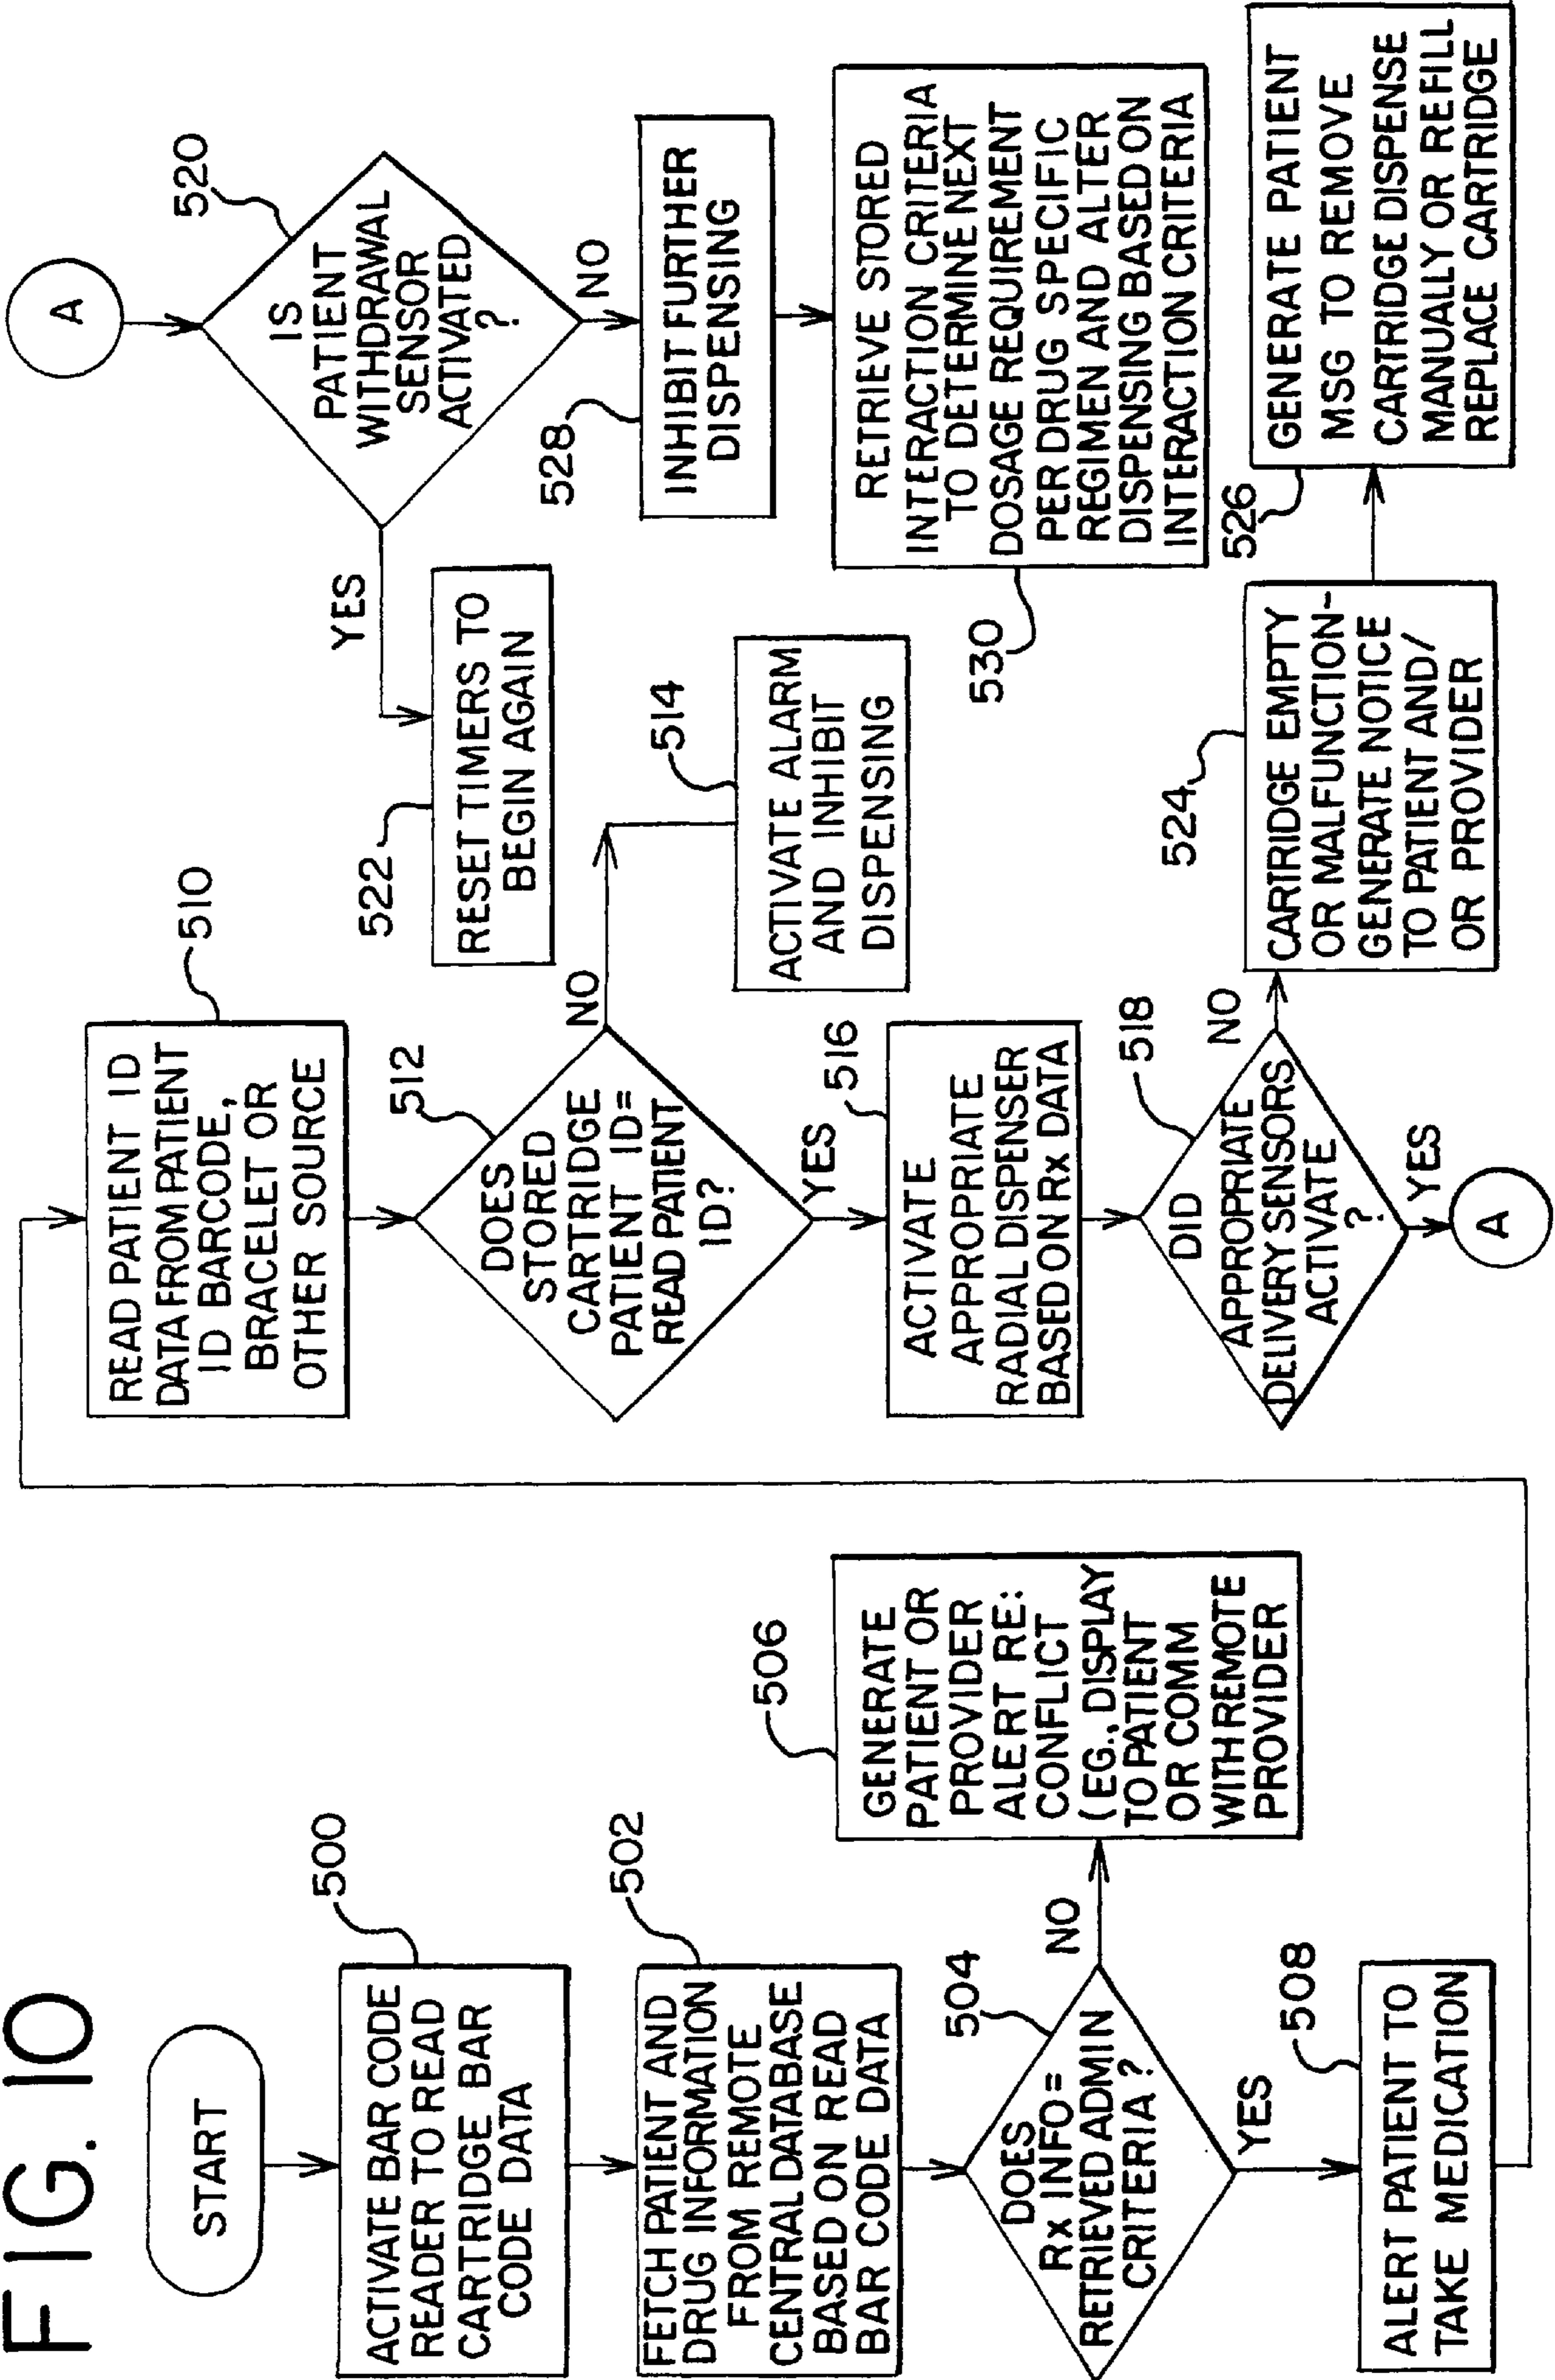 FIG. 10
START
500
ACTIVATE BAR CODE
READER TO READ
CARTRIDGE BAR
CODE DATA
502
FETCH PATIENT AND
DRUG INFORMATION
FROM REMOTE
CENTRAL DATABASE
BASED ON READ
BAR CODE DATA
504
DOES
Rx INFO =
RETRIEVED ADMIN
CRITERIA ?
NO
506
GENERATE
PATIENT OR
PROVIDER
ALERT RE:
CONFLICT
(EG., DISPLAY
TO PATIENT
OR COMM
WITH REMOTE
PROVIDER
YES
508
ALERT PATIENT TO
TAKE MEDICATION
510
READ PATIENT ID
DATA FROM PATIENT
ID BARCODE,
BRACELET OR
OTHER SOURCE
512
DOES
STORED
CARTRIDGE
PATIENT ID=
READ PATIENT
ID?
NO
514
ACTIVATE ALARM
AND INHIBIT
DISPENSING
YES
516
ACTIVATE
APPROPRIATE
RADIAL DISPENSER
BASED ON Rx DATA
518
DID
APPROPRIATE
DELIVERY SENSORS
ACTIVATE
?
NO
524
CARTRIDGE EMPTY
OR MALFUNCTION-
GENERATE NOTICE
TO PATIENT AND/
OR PROVIDER
526
GENERATE PATIENT
MSG TO REMOVE
CARTRIDGE DISPENSE
MANUALLY OR REFILL
REPLACE CARTRIDGE
YES
A
A
520
IS
PATIENT
WITHDRAWAL
SENSOR
ACTIVATED
?
YES
522
RESET TIMERS TO
BEGIN AGAIN
NO
528
INHIBIT FURTHER
DISPENSING
530
RETRIEVE STORED
INTERACTION CRITERIA
TO DETERMINE NEXT
DOSAGE REQUIREMENT
PER DRUG SPECIFIC
REGIMEN AND ALTER
DISPENSING BASED ON
INTERACTION CRITERIA